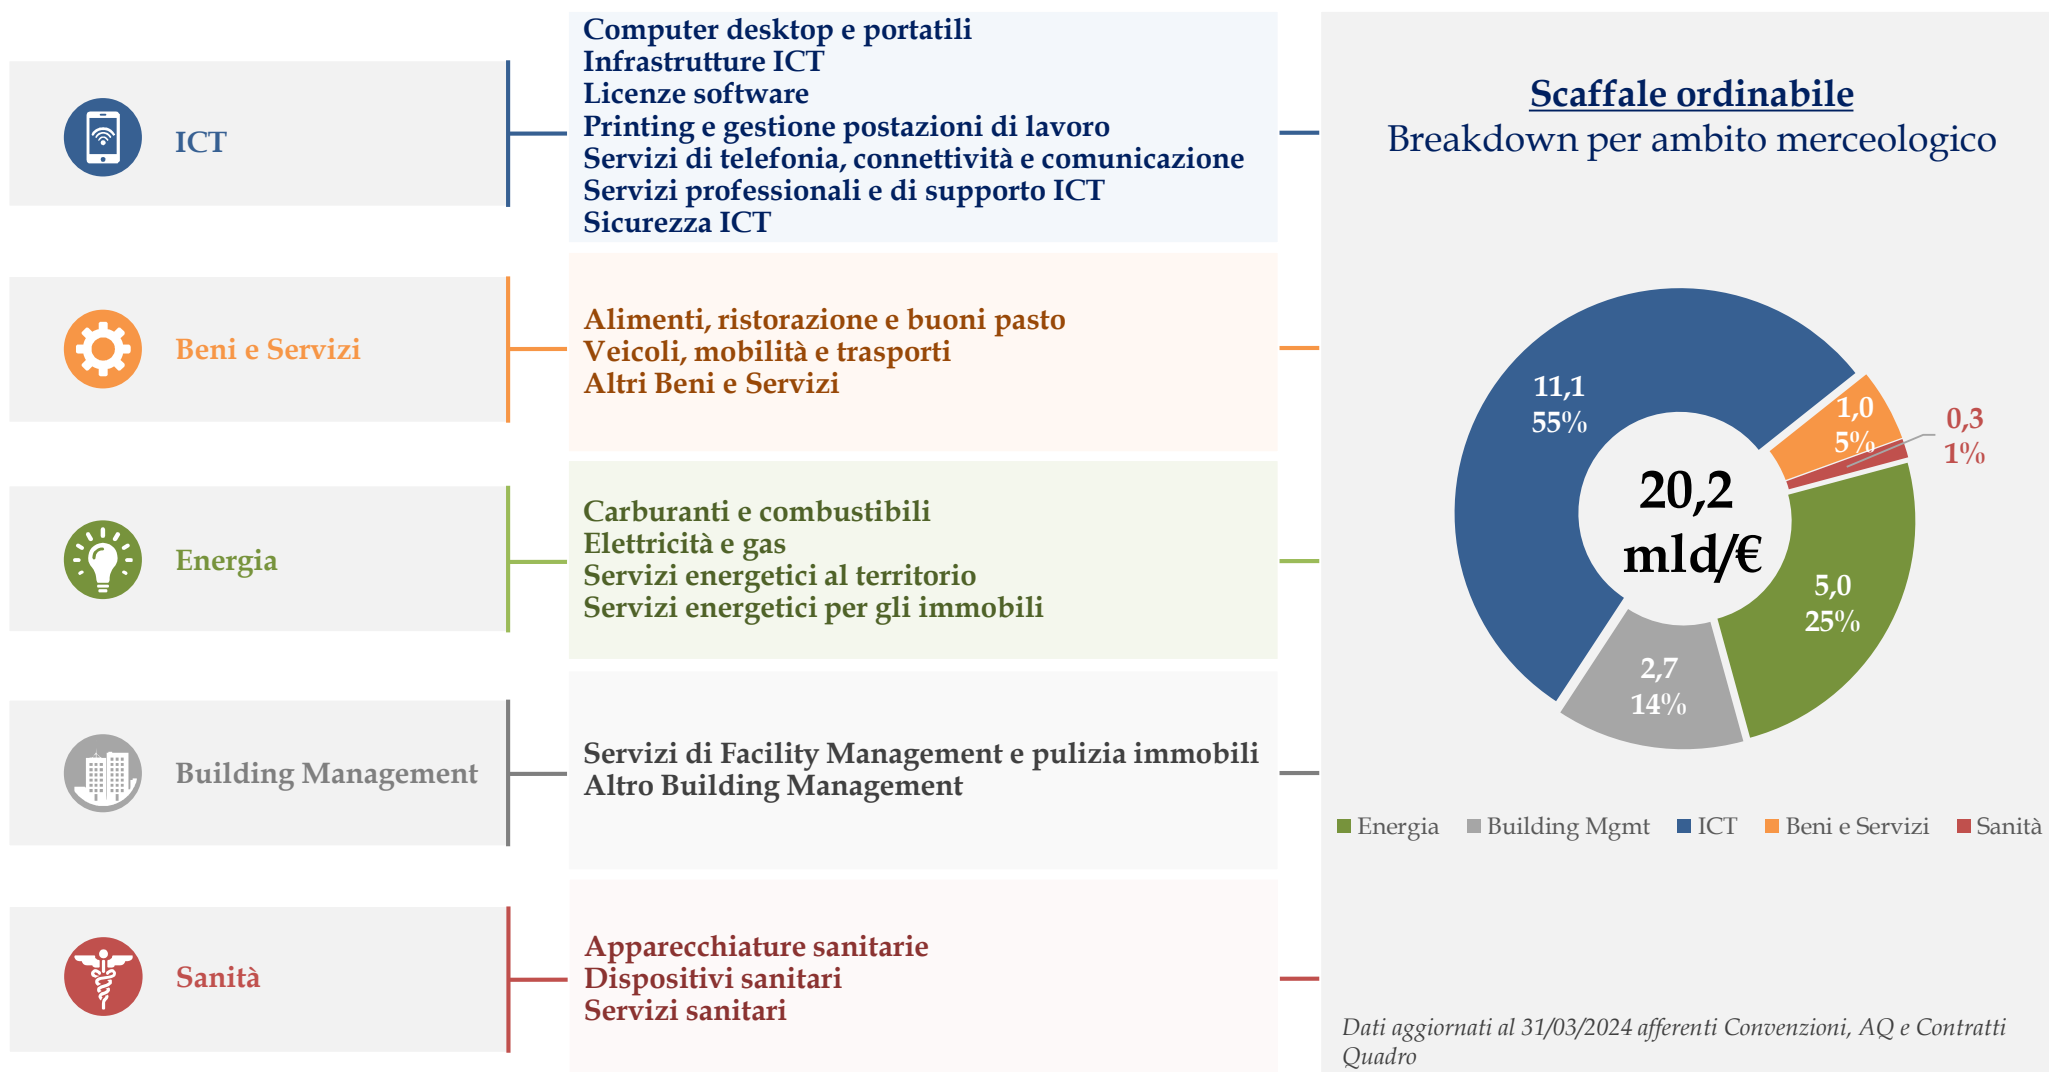 ICT
Computer desktop e portatili
Infrastrutture ICT
Licenze software
Printing e gestione postazioni di lavoro
Servizi di telefonia, connettività e comunicazione
Servizi professionali e di supporto ICT
Sicurezza ICT
Beni e Servizi
Alimenti, ristorazione e buoni pasto
Veicoli, mobilità e trasporti
Altri Beni e Servizi
Energia
Carburanti e combustibili
Elettricità e gas
Servizi energetici al territorio
Servizi energetici per gli immobili
Building Management
Servizi di Facility Management e pulizia immobili
Altro Building Management
Sanità
Apparecchiature sanitarie
Dispositivi sanitari
Servizi sanitari
Scaffale ordinabile
Breakdown per ambito merceologico
11,1
55%
1,0
5%
0,3
1%
20,2
mld/€
5,0
25%
2,7
14%
Energia Building Mgmt ICT Beni e Servizi Sanità
Dati aggiornati al 31/03/2024 afferenti Convenzioni, AQ e Contratti
Quadro